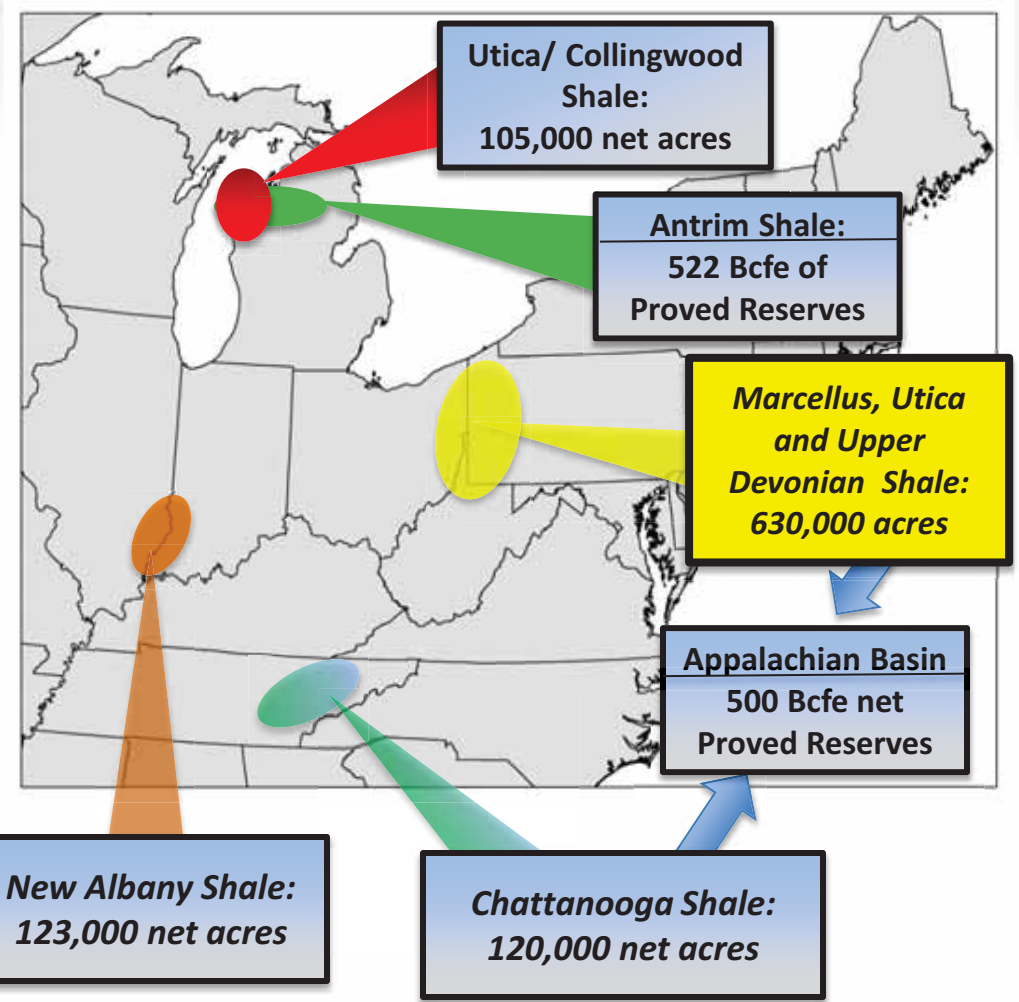 Utica/ Collingwood
Shale:
105,000 net acres
Antrim Shale:
522 Bcfe of
Proved Reserves
Marcellus, Utica
and Upper
Devonian Shale:
630,000 acres
Appalachian Basin
500 Bcfe net
Proved Reserves
New Albany Shale:
123,000 net acres
Chattanooga Shale:
120,000 net acres